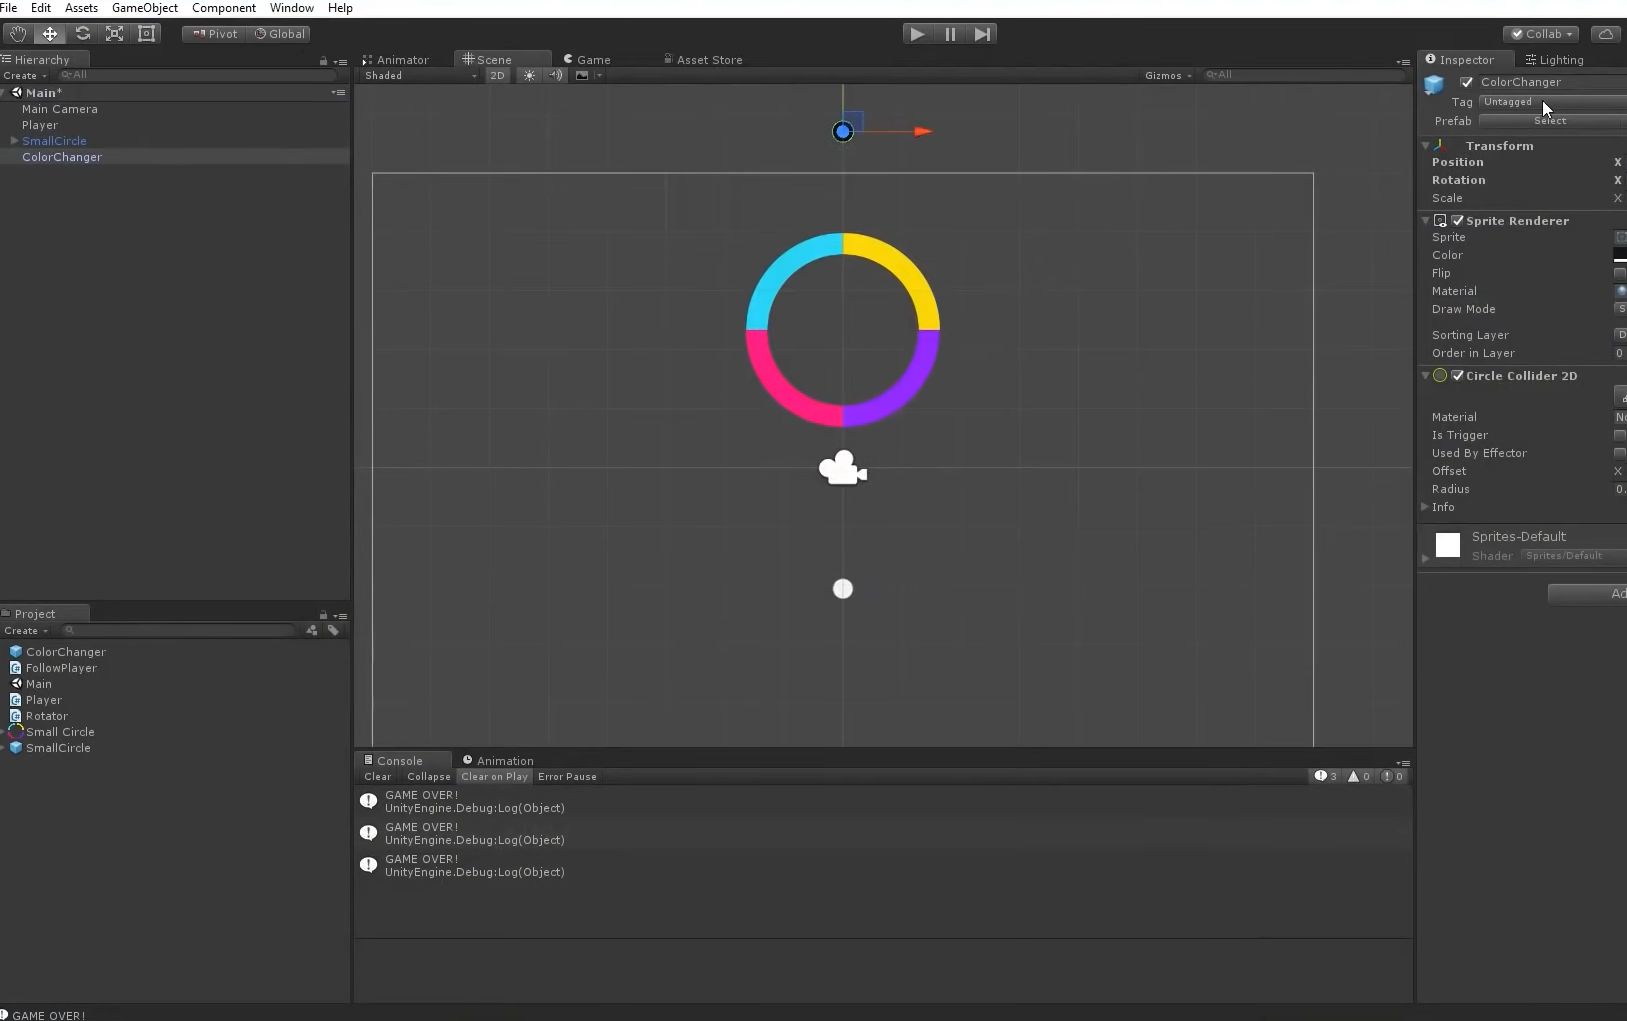 File Edit Assets GameObject Component Window Help
Pivot Global Collab
Hierarchy
Create All
Main*
Main Camera
Player
SmallCircle
ColorChanger
Project
Create
ColorChanger
FollowPlayer
Main
Player
Rotator
Small Circle
SmallCircle
Animator Scene Game Asset Store
Shaded 2D Gizmos All
Console Animation
Clear Collapse Clear on Play Error Pause 3 0 0
GAME OVER!
UnityEngine.Debug:Log(Object)
GAME OVER!
UnityEngine.Debug:Log(Object)
GAME OVER!
UnityEngine.Debug:Log(Object)
Inspector Lighting
ColorChanger
Tag Untagged
Prefab Select
Transform
Position X
Rotation X
Scale X
Sprite Renderer
Sprite
Color
Flip
Material
Draw Mode S
Sorting Layer D
Order in Layer 0
Circle Collider 2D
Material No
Is Trigger
Used By Effector
Offset X
Radius 0.
Info
Sprites-Default
Shader Sprites/Default
Ad
GAME OVER!